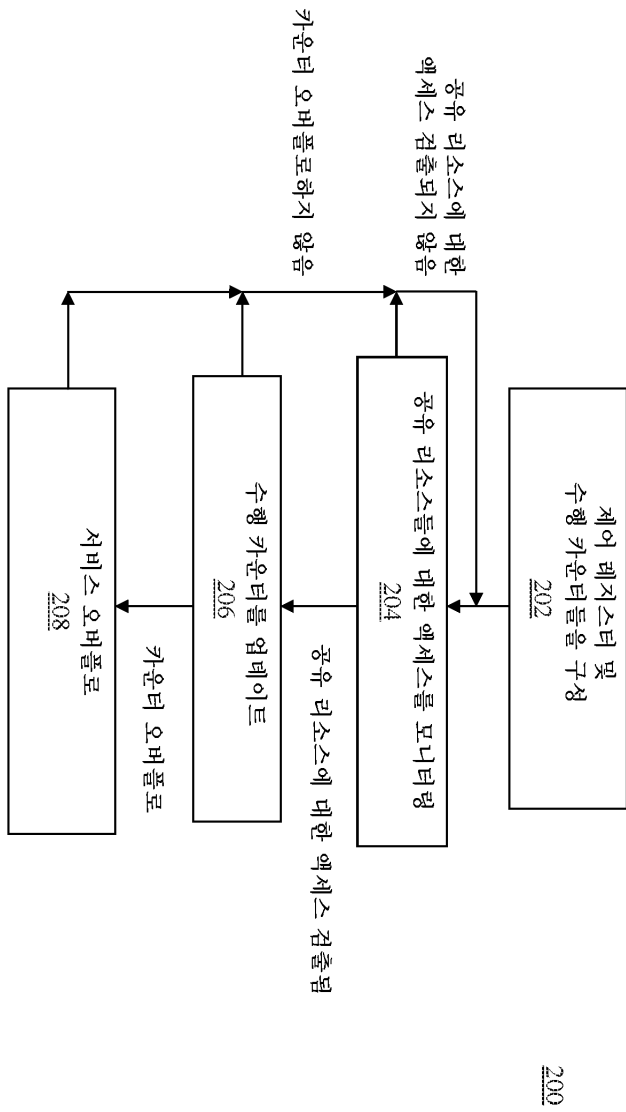 200
제어 레지스터 및
수행 카운터들을 구성
202
공유 리소스에 대한
액세스 검출되지 않음
공유 리소스들에 대한 액세스를 모니터링
204
공유 리소스에 대한 액세스 검출됨
카운터 오버플로하지 않음
수행 카운터를 업데이트
206
카운터 오버플로
서비스 오버플로
208